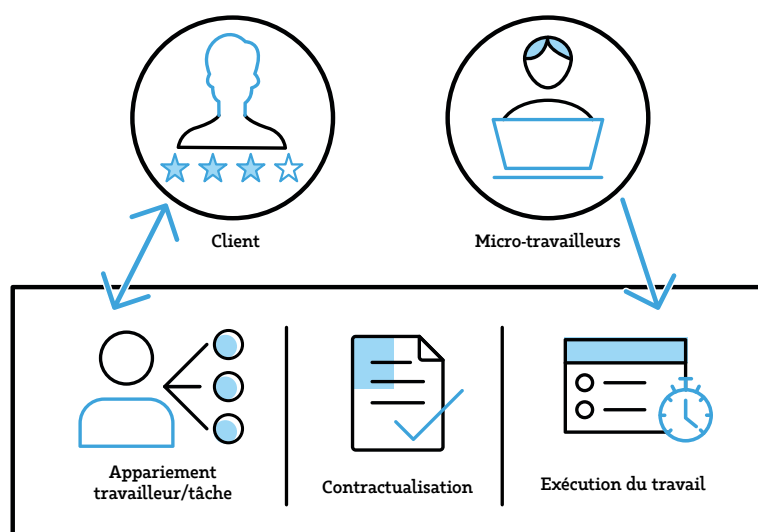 Client
Micro-travailleurs
Appariement
travailleur/tâche
Contractualisation
Exécution du travail